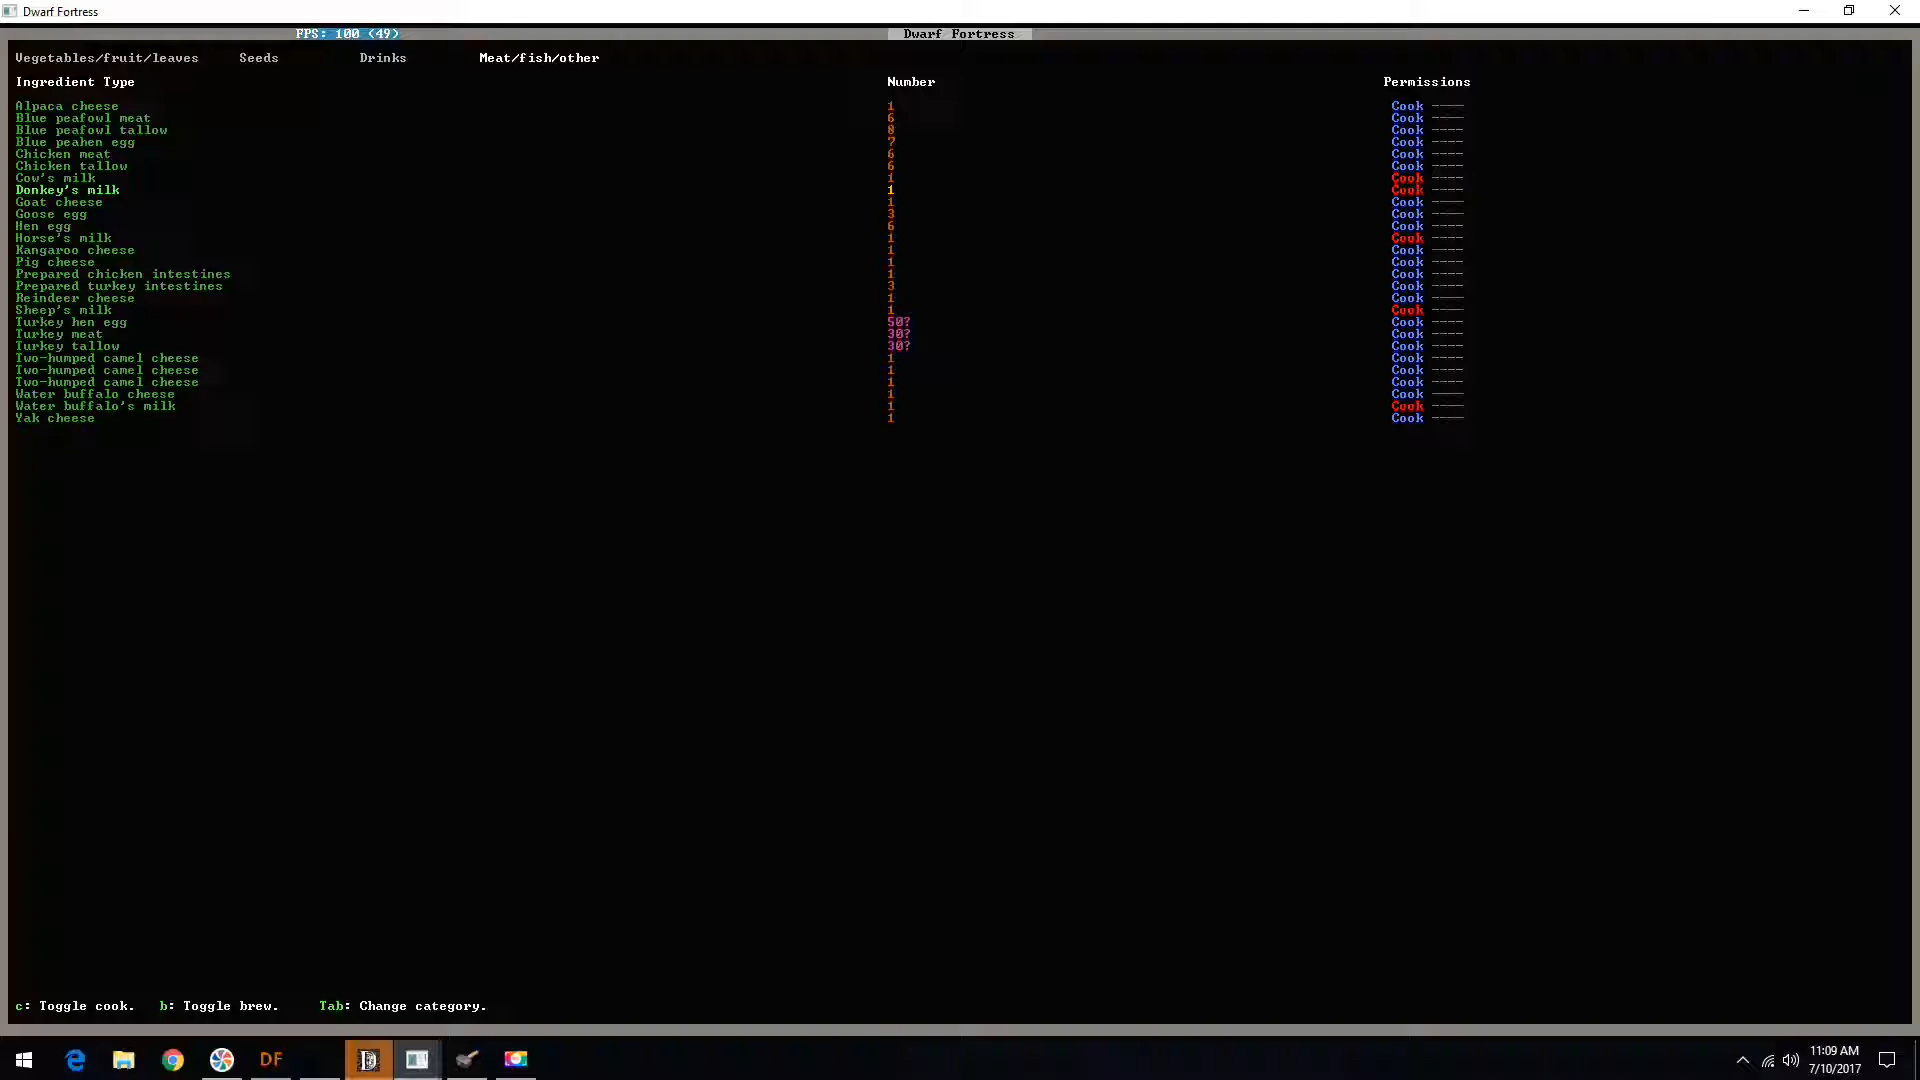 Dwarf Fortress
FPS: 100 (49) Dwarf Fortress
Vegetables/fruit/leaves Seeds Drinks Meat/fish/other
Ingredient Type Number Permissions
Alpaca cheese 1 Cook ----
Blue peafowl meat 6 Cook ----
Blue peafowl tallow 8 Cook ----
Blue peahen egg ? Cook ----
Chicken meat 6 Cook ----
Chicken tallow 6 Cook ----
Cow's milk 1 Cook ----
Donkey's milk 1 Cook ----
Goat cheese 1 Cook ----
Goose egg 3 Cook ----
Hen egg 6 Cook ----
Horse's milk 1 Cook ----
Kangaroo cheese 1 Cook ----
Pig cheese 1 Cook ----
Prepared chicken intestines 1 Cook ----
Prepared turkey intestines 3 Cook ----
Reindeer cheese 1 Cook ----
Sheep's milk 1 Cook ----
Turkey hen egg 50? Cook ----
Turkey meat 30? Cook ----
Turkey tallow 30? Cook ----
Two-humped camel cheese 1 Cook ----
Two-humped camel cheese 1 Cook ----
Two-humped camel cheese 1 Cook ----
Water buffalo cheese 1 Cook ----
Water buffalo's milk 1 Cook ----
Yak cheese 1 Cook ----
c: Toggle cook. b: Toggle brew. Tab: Change category.
DF
11:09 AM
7/10/2017